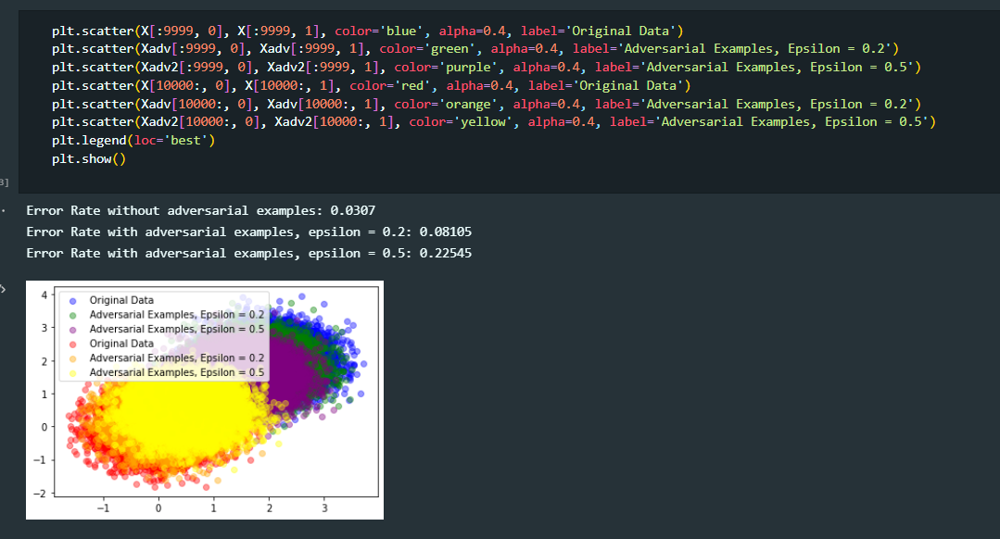 plt.scatter(X[:9999, 0], X[:9999, 1], color='blue', alpha=0.4, label='Original Data')
plt.scatter(Xadv[:9999, 0], Xadv[:9999, 1], color='green', alpha=0.4, label='Adversarial Examples, Epsilon = 0.2')
plt.scatter(Xadv2[:9999, 0], Xadv2[:9999, 1], color='purple', alpha=0.4, label='Adversarial Examples, Epsilon = 0.5')
plt.scatter(X[10000:, 0], X[10000:, 1], color='red', alpha=0.4, label='Original Data')
plt.scatter(Xadv[10000:, 0], Xadv[10000:, 1], color='orange', alpha=0.4, label='Adversarial Examples, Epsilon = 0.2')
plt.scatter(Xadv2[10000:, 0], Xadv2[10000:, 1], color='yellow', alpha=0.4, label='Adversarial Examples, Epsilon = 0.5')
plt.legend(loc='best')
plt.show()
3]
Error Rate without adversarial examples: 0.0307
Error Rate with adversarial examples, epsilon = 0.2: 0.08105
Error Rate with adversarial examples, epsilon = 0.5: 0.22545
Original Data
Adversarial Examples, Epsilon = 0.2
Adversarial Examples, Epsilon = 0.5
Original Data
Adversarial Examples, Epsilon = 0.2
Adversarial Examples, Epsilon = 0.5
4
3
2
1
0
−1
−2
−1 0 1 2 3